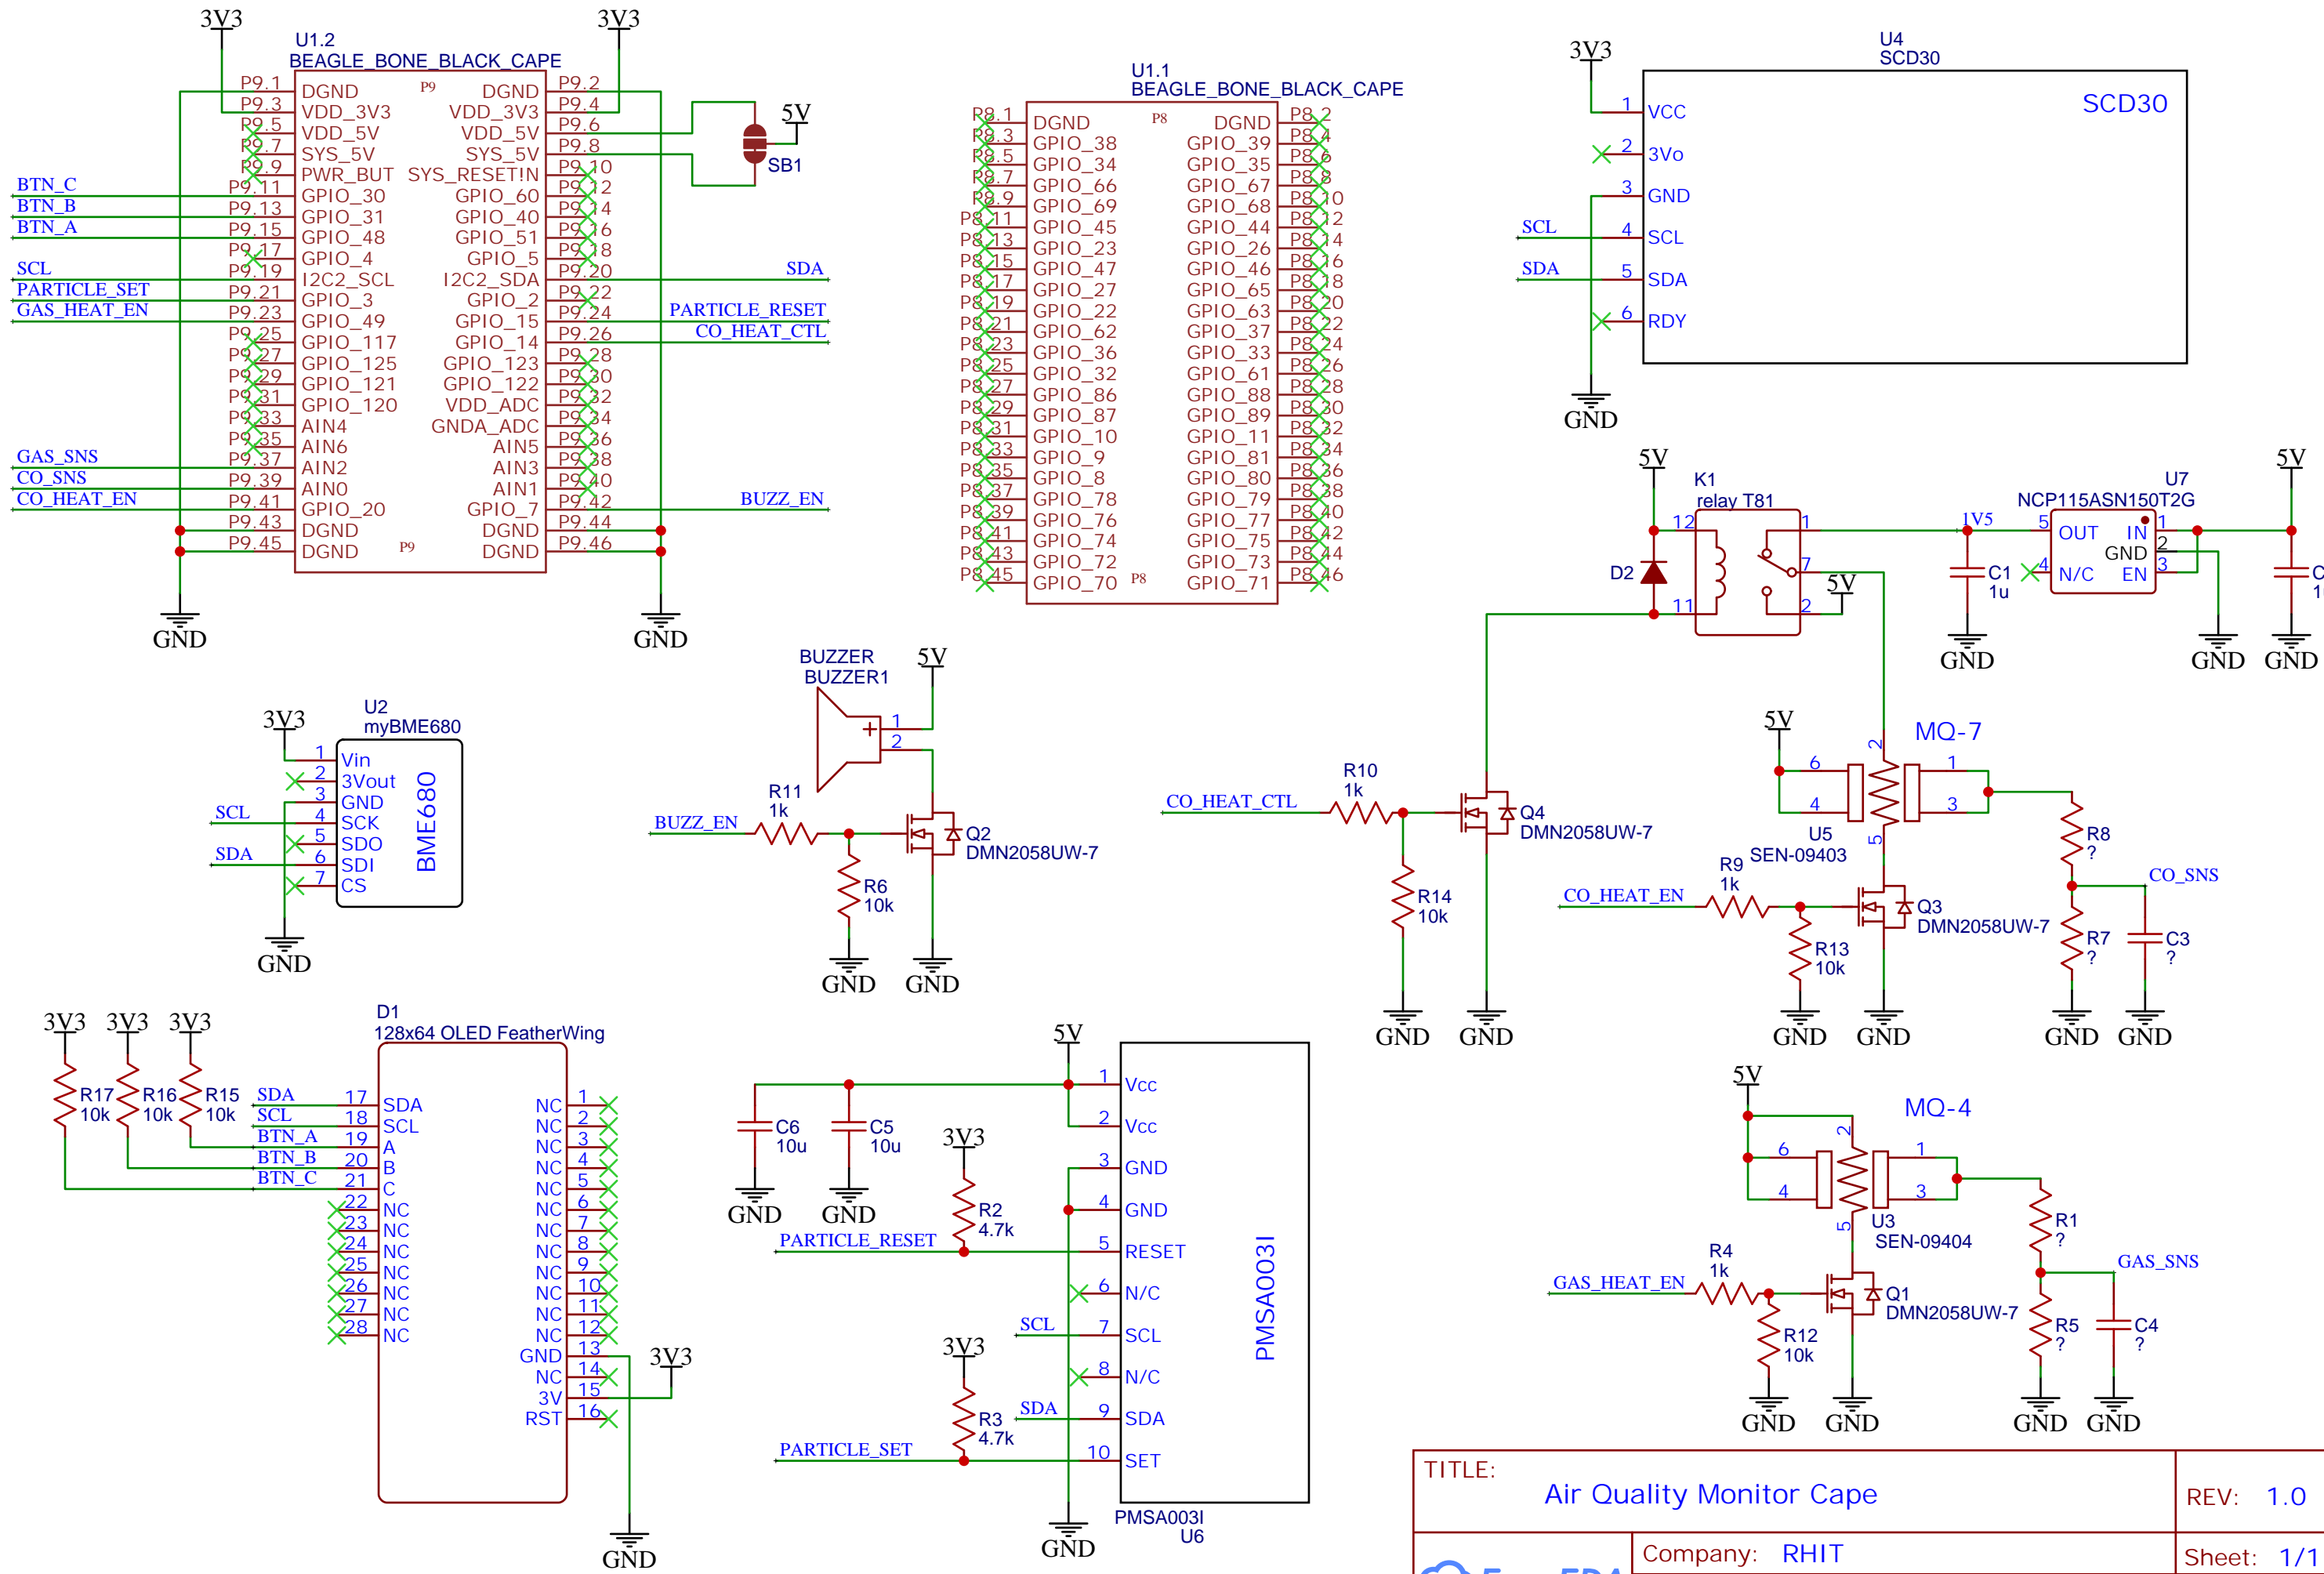 3V3
3V3
U1.2
BEAGLE_BONE_BLACK_CAPE
P9
P9.1 DGND DGND P9.2
P9.3 VDD_3V3 VDD_3V3 P9.4
P9.5 VDD_5V VDD_5V P9.6
P9.7 SYS_5V SYS_5V P9.8
P9.9 PWR_BUT SYS_RESET!N P9.10
BTN_C P9.11 GPIO_30 GPIO_60 P9.12
BTN_B P9.13 GPIO_31 GPIO_40 P9.14
BTN_A P9.15 GPIO_48 GPIO_51 P9.16
P9.17 GPIO_4 GPIO_5 P9.18
SCL P9.19 I2C2_SCL I2C2_SDA P9.20 SDA
PARTICLE_SET P9.21 GPIO_3 GPIO_2 P9.22
GAS_HEAT_EN P9.23 GPIO_49 GPIO_15 P9.24 PARTICLE_RESET
P9.25 GPIO_117 GPIO_14 P9.26 CO_HEAT_CTL
P9.27 GPIO_125 GPIO_123 P9.28
P9.29 GPIO_121 GPIO_122 P9.30
P9.31 GPIO_120 VDD_ADC P9.32
P9.33 AIN4 GNDA_ADC P9.34
P9.35 AIN6 AIN5 P9.36
GAS_SNS P9.37 AIN2 AIN3 P9.38
CO_SNS P9.39 AIN0 AIN1 P9.40
CO_HEAT_EN P9.41 GPIO_20 GPIO_7 P9.42 BUZZ_EN
P9.43 DGND DGND P9.44
P9.45 DGND DGND P9.46
P9
GND
GND
5V
SB1
U1.1
BEAGLE_BONE_BLACK_CAPE
P8
P8.1 DGND DGND P8.2
P8.3 GPIO_38 GPIO_39 P8.4
P8.5 GPIO_34 GPIO_35 P8.6
P8.7 GPIO_66 GPIO_67 P8.8
P8.9 GPIO_69 GPIO_68 P8.10
P8.11 GPIO_45 GPIO_44 P8.12
P8.13 GPIO_23 GPIO_26 P8.14
P8.15 GPIO_47 GPIO_46 P8.16
P8.17 GPIO_27 GPIO_65 P8.18
P8.19 GPIO_22 GPIO_63 P8.20
P8.21 GPIO_62 GPIO_37 P8.22
P8.23 GPIO_36 GPIO_33 P8.24
P8.25 GPIO_32 GPIO_61 P8.26
P8.27 GPIO_86 GPIO_88 P8.28
P8.29 GPIO_87 GPIO_89 P8.30
P8.31 GPIO_10 GPIO_11 P8.32
P8.33 GPIO_9 GPIO_81 P8.34
P8.35 GPIO_8 GPIO_80 P8.36
P8.37 GPIO_78 GPIO_79 P8.38
P8.39 GPIO_76 GPIO_77 P8.40
P8.41 GPIO_74 GPIO_75 P8.42
P8.43 GPIO_72 GPIO_73 P8.44
P8.45 GPIO_70 GPIO_71 P8.46
P8
U4
SCD30
3V3
SCD30
1 VCC
2 3Vo
3 GND
SCL 4 SCL
SDA 5 SDA
6 RDY
GND
5V
K1
relay T81
12
11
D2
1
7
2
5V
U7
NCP115ASN150T2G
1V5
5 OUT IN 1
GND 2
4 N/C EN 3
5V
C1
1u
GND
GND
GND
U2
myBME680
3V3
BME680
1 Vin
2 3Vout
3 GND
SCL 4 SCK
5 SDO
SDA 6 SDI
7 CS
GND
BUZZER
BUZZER1
5V
1
2
BUZZ_EN
R11
1k
R6
10k
Q2
DMN2058UW-7
GND
GND
CO_HEAT_CTL
R10
1k
R14
10k
Q4
DMN2058UW-7
GND
GND
5V
MQ-7
6
4
2
5
1
3
U5
SEN-09403
CO_HEAT_EN
R9
1k
R13
10k
Q3
DMN2058UW-7
R8
?
CO_SNS
R7
?
C3
?
GND
GND
GND
GND
3V3
3V3
3V3
R17
10k
R16
10k
R15
10k
D1
128x64 OLED FeatherWing
SDA 17 SDA NC 1
SCL 18 SCL NC 2
BTN_A 19 A NC 3
BTN_B 20 B NC 4
BTN_C 21 C NC 5
22 NC NC 6
23 NC NC 7
24 NC NC 8
25 NC NC 9
26 NC NC 10
27 NC NC 11
28 NC NC 12
GND 13
NC 14
3V 15
RST 16
3V3
GND
5V
C6
10u
C5
10u
GND
GND
3V3
R2
4.7k
PARTICLE_RESET
3V3
R3
4.7k
PARTICLE_SET
1 Vcc
2 Vcc
3 GND
4 GND
5 RESET
6 N/C
SCL 7 SCL
8 N/C
SDA 9 SDA
10 SET
PMSA003I
PMSA003I
U6
GND
5V
MQ-4
6
4
2
5
1
3
U3
SEN-09404
GAS_HEAT_EN
R4
1k
R12
10k
Q1
DMN2058UW-7
R1
?
GAS_SNS
R5
?
C4
?
GND
GND
GND
GND
TITLE:
Air Quality Monitor Cape
REV: 1.0
Company: RHIT
Sheet: 1/1